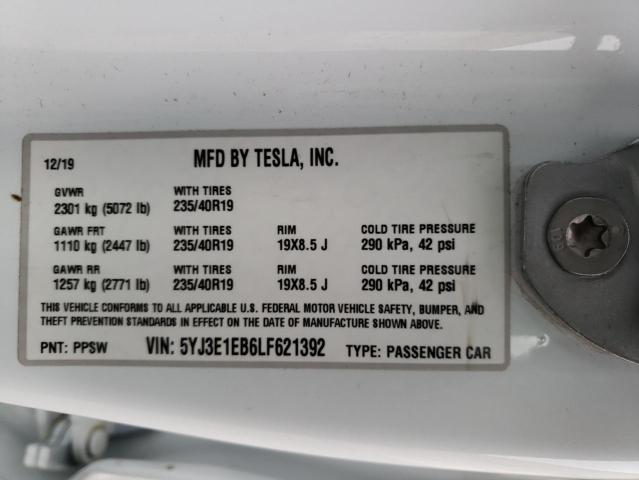 12/19 MFD BY TESLA, INC.
GVWR WITH TIRES
2301 kg (5072 lb) 235/40R19
GAWR FRT WITH TIRES RIM COLD TIRE PRESSURE
1110 kg (2447 lb) 235/40R19 19X8.5 J 290 kPa, 42 psi
GAWR RR WITH TIRES RIM COLD TIRE PRESSURE
1257 kg (2771 lb) 235/40R19 19X8.5 J 290 kPa, 42 psi
THIS VEHICLE CONFORMS TO ALL APPLICABLE U.S. FEDERAL MOTOR VEHICLE SAFETY, BUMPER, AND
THEFT PREVENTION STANDARDS IN EFFECT ON THE DATE OF MANUFACTURE SHOWN ABOVE.
PNT: PPSW VIN: 5YJ3E1EB6LF621392 TYPE: PASSENGER CAR